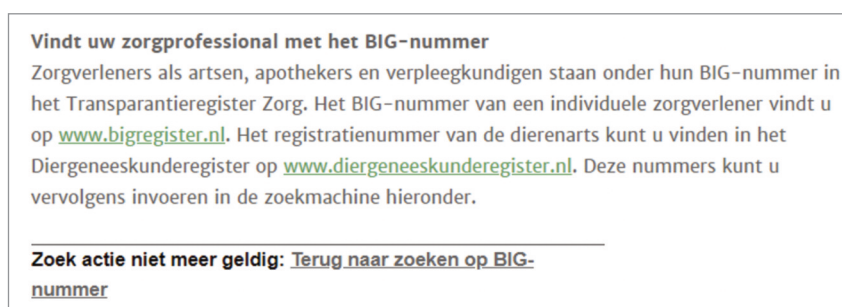 Vindt uw zorgprofessional met het BIG-nummer
Zorgverleners als artsen, apothekers en verpleegkundigen staan onder hun BIG-nummer in
het Transparantieregister Zorg. Het BIG-nummer van een individuele zorgverlener vindt u
op www.bigregister.nl. Het registratienummer van de dierenarts kunt u vinden in het
Diergeneeskunderegister op www.diergeneeskunderegister.nl. Deze nummers kunt u
vervolgens invoeren in de zoekmachine hieronder.
Zoek actie niet meer geldig: Terug naar zoeken op BIG-
nummer